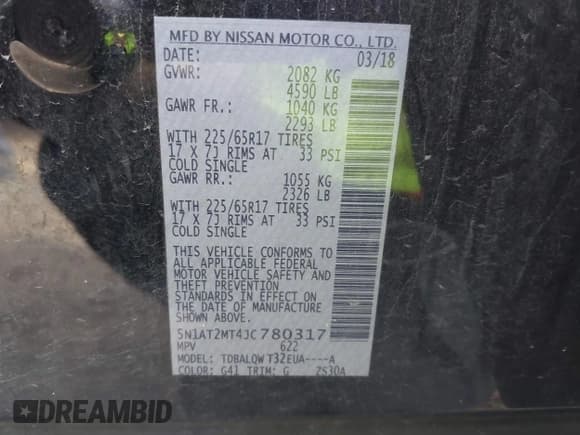 MFD BY NISSAN MOTOR CO., LTD.
DATE: 03/18
GVWR: 2082 KG
4590 LB
GAWR FR.: 1040 KG
2293 LB
WITH 225/65R17 TIRES
17 X 7J RIMS AT 33 PSI
COLD SINGLE
GAWR RR.: 1055 KG
2326 LB
WITH 225/65R17 TIRES
17 X 7J RIMS AT 33 PSI
COLD SINGLE
THIS VEHICLE CONFORMS TO
ALL APPLICABLE FEDERAL
MOTOR VEHICLE SAFETY AND
THEFT PREVENTION
STANDARDS IN EFFECT ON
THE DATE OF MANUFACTURE
SHOWN ABOVE.
5N1AT2MT4JC780317
MPV 622
MODEL: TDBALQW T32EUA----A
COLOR: G41 TRIM: G ZS30A
DREAMBID